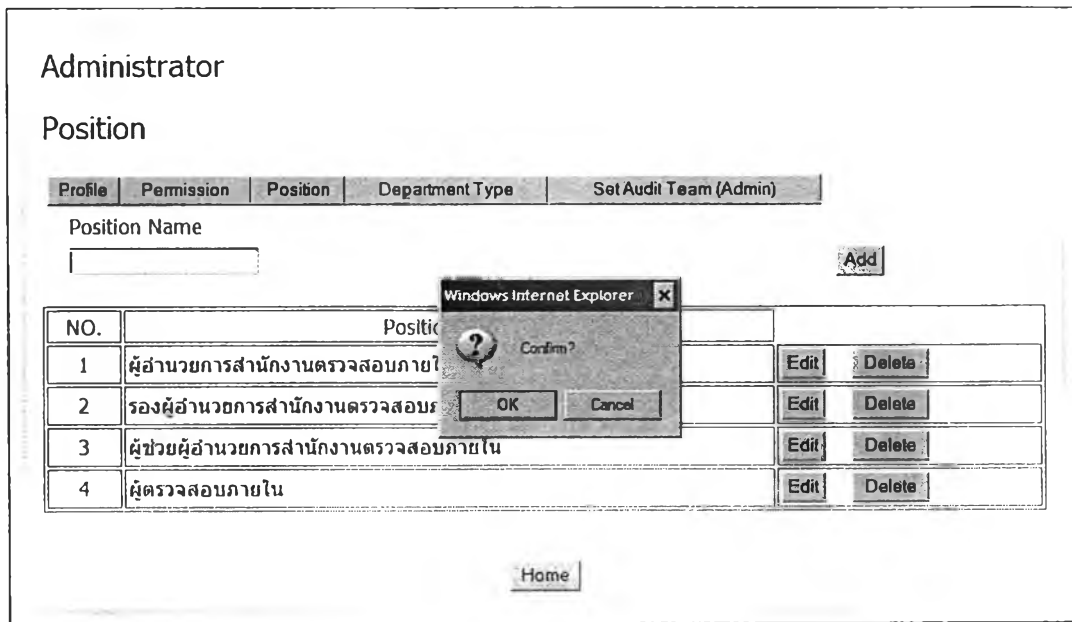 Administrator
Position
Profile Permission Position Department Type Set Audit Team (Admin)
Position Name
Add
Windows Internet Explorer
Confirm?
OK Cancel
NO.
1 ผู้อำนวยการสำนักงานตรวจสอบภายใ Edit Delete
2 รองผู้อำนวยการสำนักงานตรวจสอบ Edit Delete
3 ผู้ช่วยผู้อำนวยการสำนักงานตรวจสอบภายใน Edit Delete
4 ผู้ตรวจสอบภายใน Edit Delete
Home